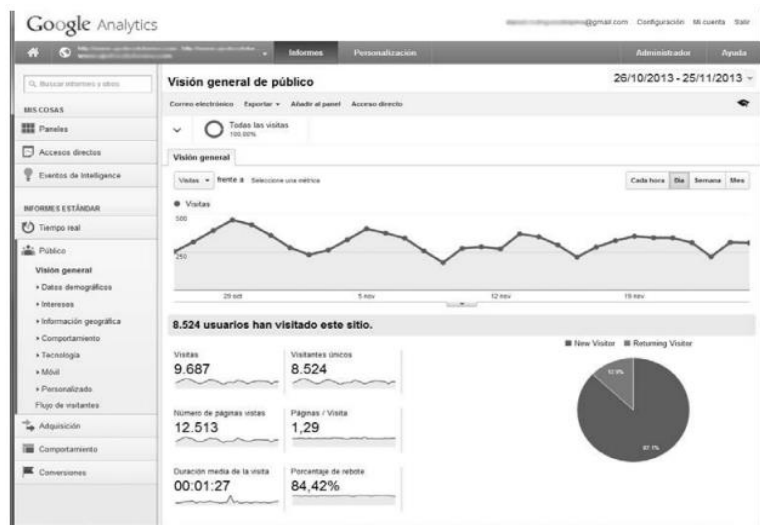 Google Analytics
@gmail.com Configuración Mi cuenta Salir
Informes Personalización Administrador Ayuda
Buscar informes y otros
MIS COSAS
Paneles
Accesos directos
Eventos de Intelligence
INFORMES ESTÁNDAR
Tiempo real
Público
Visión general
Datos demográficos
Intereses
Información geográfica
Comportamiento
Tecnología
Móvil
Personalizado
Flujo de visitantes
Adquisición
Comportamiento
Conversiones
Visión general de público
26/10/2013 - 25/11/2013
Correo electrónico Exportar Añadir al panel Acceso directo
Todas las visitas
100.00%
Visión general
Visitas frente a Seleccione una métrica
Cada hora Día Semana Mes
Visitas
500
250
29 oct 5 nov 12 nov 19 nov
8.524 usuarios han visitado este sitio.
Visitas
9.687
Visitantes únicos
8.524
Número de páginas vistas
12.513
Páginas / Visita
1,29
Duración media de la visita
00:01:27
Porcentaje de rebote
84,42%
New Visitor Returning Visitor
12.9%
87.1%